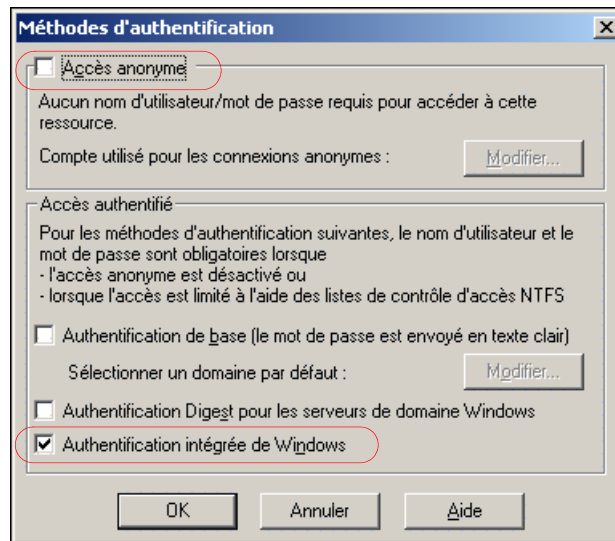 Méthodes d'authentification
Accès anonyme
Aucun nom d'utilisateur/mot de passe requis pour accéder à cette
ressource.
Compte utilisé pour les connexions anonymes :
Modifier...
Accès authentifié
Pour les méthodes d'authentification suivantes, le nom d'utilisateur et le
mot de passe sont obligatoires lorsque
- l'accès anonyme est désactivé ou
- lorsque l'accès est limité à l'aide des listes de contrôle d'accès NTFS
Authentification de base (le mot de passe est envoyé en texte clair)
Sélectionner un domaine par défaut :
Modifier...
Authentification Digest pour les serveurs de domaine Windows
Authentification intégrée de Windows
OK
Annuler
Aide